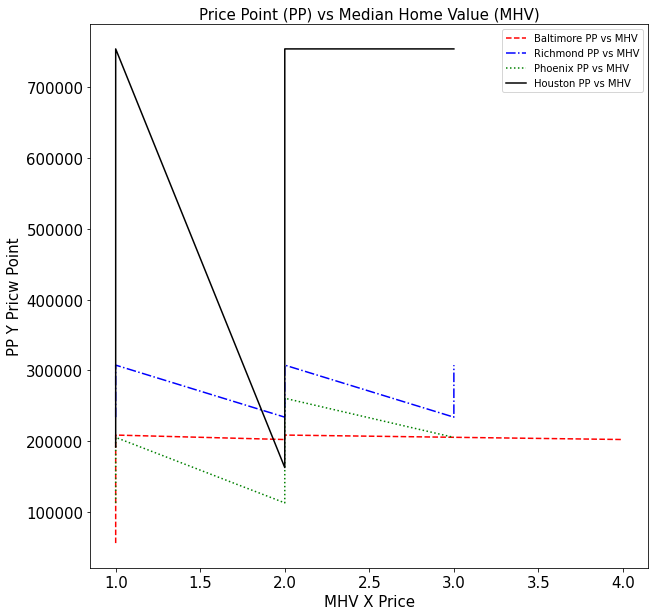 Price Point (PP) vs Median Home Value (MHV)
Baltimore PP vs MHV
Richmond PP vs MHV
Phoenix PP vs MHV
Houston PP vs MHV
700000
600000
500000
400000
300000
200000
100000
PP Y Pricw Point
1.0 1.5 2.0 2.5 3.0 3.5 4.0
MHV X Price